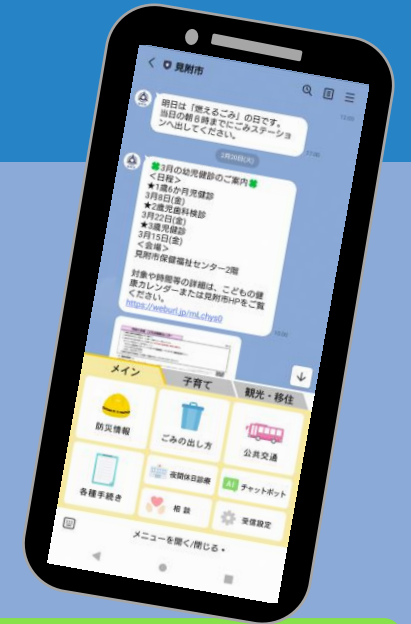 見附市
明日は「燃えるごみ」の日です。
当日の朝8時までにごみステーショ
ンへ出してください。
🍀3月の幼児健診のご案内🍀
<日程>
★1歳6か月児健診
3月8日(金)
★2歳児歯科検診
3月22日(金)
★3歳児健診
3月15日(金)
<会場>
見附市保健福祉センター2階
対象や時間等の詳細は、こどもの健
康カレンダーまたは見附市HPをご覧
ください。
メイン
子育て
観光・移住
防災情報
ごみの出し方
公共交通
各種手続き
夜間休日診療
AI チャットボット
相談
受信設定
メニューを開く/閉じる